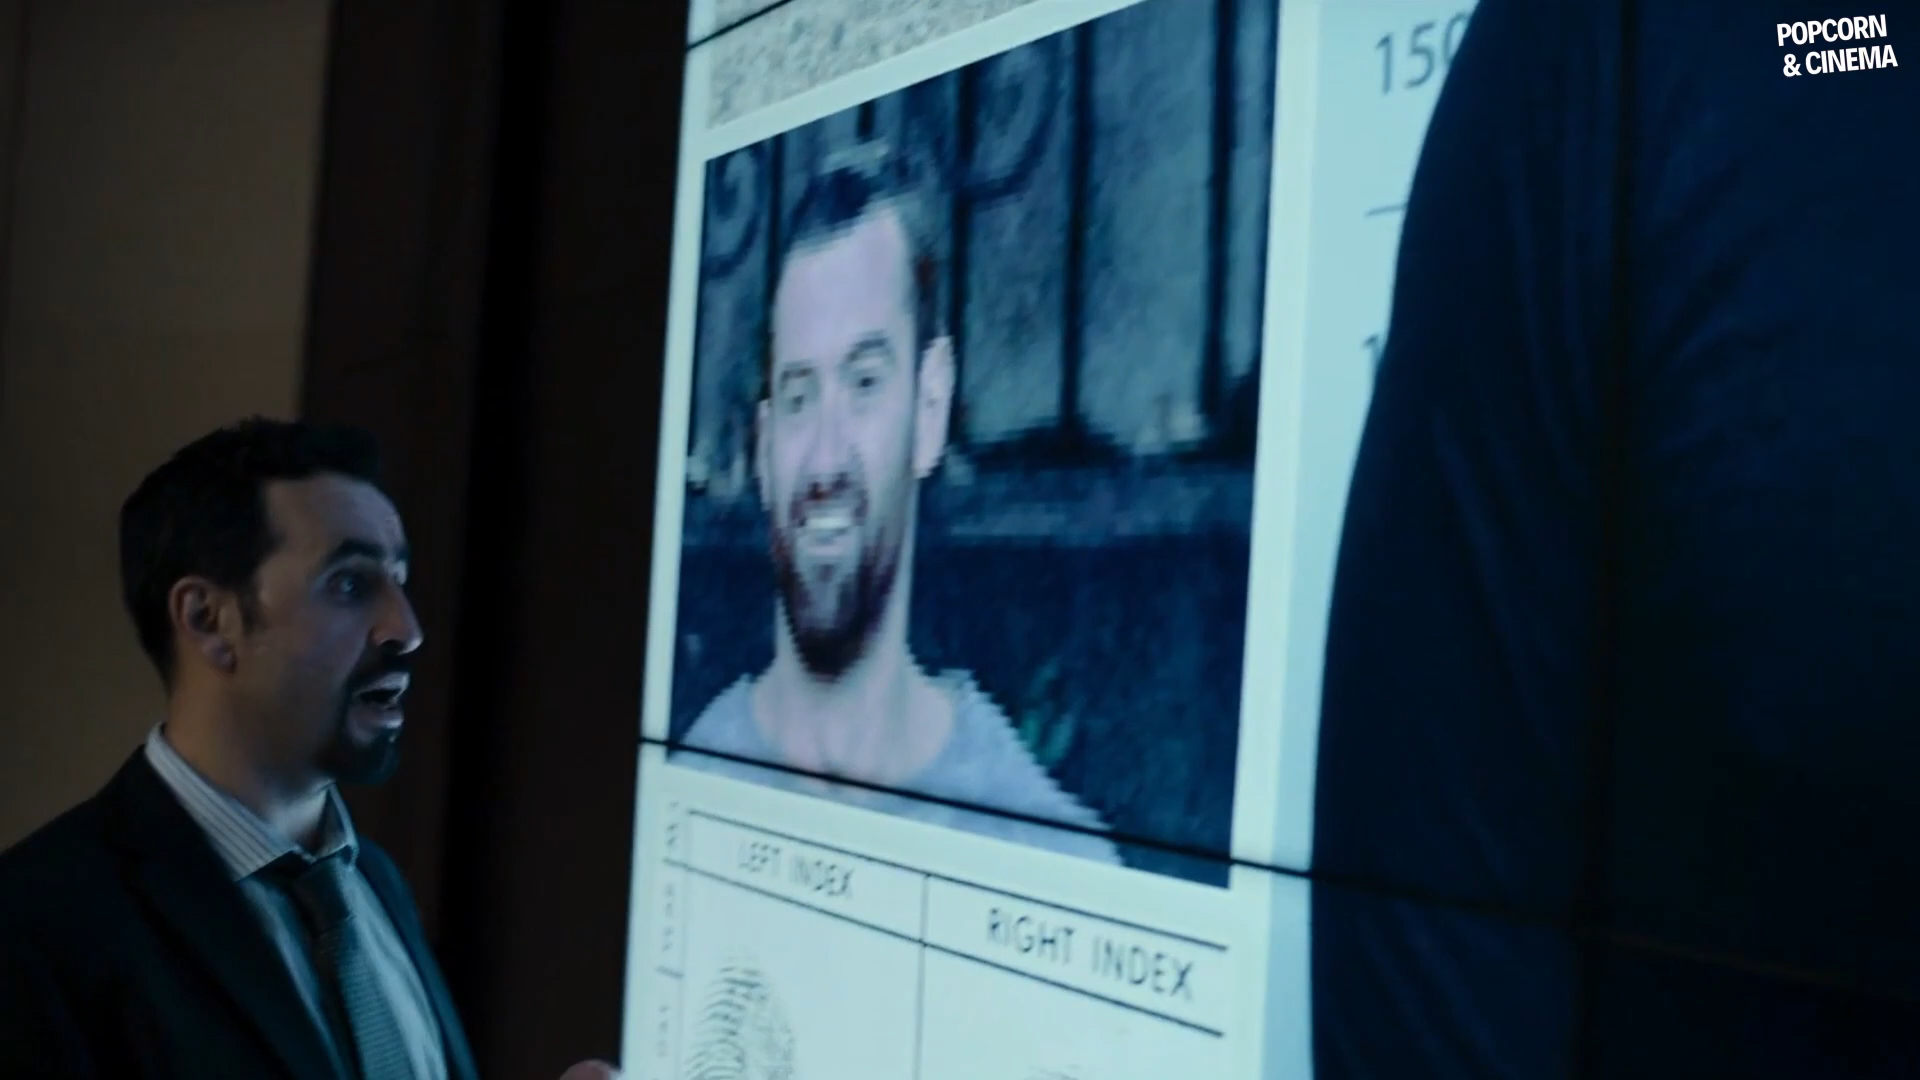 POPCORN
& CINEMA
150
LEFT INDEX
RIGHT INDEX